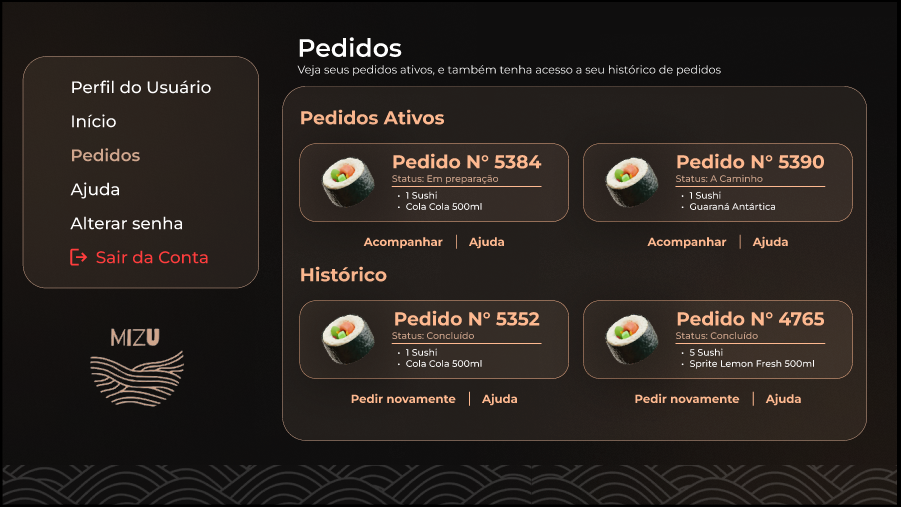 Perfil do Usuário
Início
Pedidos
Ajuda
Alterar senha
Sair da Conta
MIZU
Pedidos
Veja seus pedidos ativos, e também tenha acesso a seu histórico de pedidos
Pedidos Ativos
Pedido N° 5384
Status: Em preparação
• 1 Sushi
• Cola Cola 500ml
Acompanhar | Ajuda
Pedido N° 5390
Status: A Caminho
• 1 Sushi
• Guaraná Antártica
Acompanhar | Ajuda
Histórico
Pedido N° 5352
Status: Concluído
• 1 Sushi
• Cola Cola 500ml
Pedir novamente | Ajuda
Pedido N° 4765
Status: Concluído
• 5 Sushi
• Sprite Lemon Fresh 500ml
Pedir novamente | Ajuda